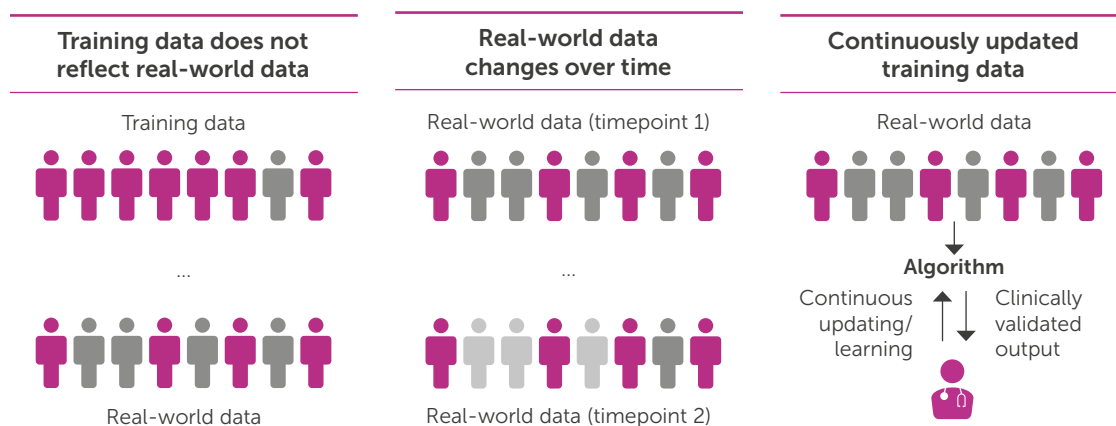 Training data does not
reflect real-world data
Training data
...
Real-world data
Real-world data
changes over time
Real-world data (timepoint 1)
...
Real-world data (timepoint 2)
Continuously updated
training data
Real-world data
Algorithm
Continuous
updating/
learning
Clinically
validated
output